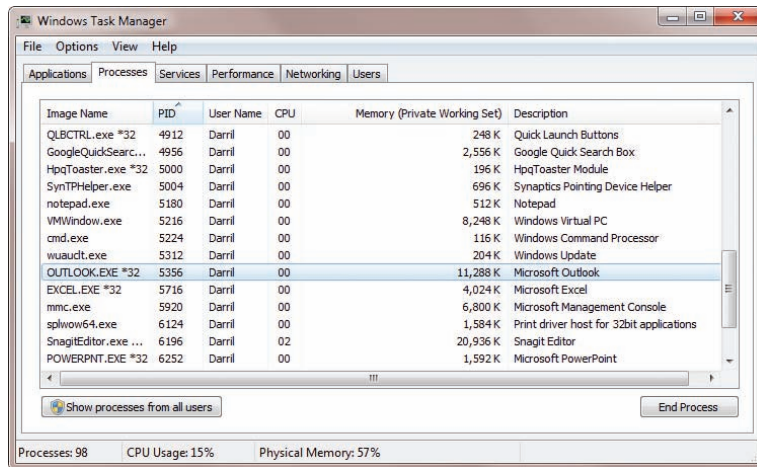 Windows Task Manager
File Options View Help
Applications Processes Services Performance Networking Users
Image Name PID User Name CPU Memory (Private Working Set) Description
QLBCTRL.exe *32 4912 Darril 00 248 K Quick Launch Buttons
GoogleQuickSearc... 4956 Darril 00 2,556 K Google Quick Search Box
HpqToaster.exe *32 5000 Darril 00 196 K HpqToaster Module
SynTPHelper.exe 5004 Darril 00 696 K Synaptics Pointing Device Helper
notepad.exe 5180 Darril 00 512 K Notepad
VMWindow.exe 5216 Darril 00 8,248 K Windows Virtual PC
cmd.exe 5224 Darril 00 116 K Windows Command Processor
wuauclt.exe 5312 Darril 00 204 K Windows Update
OUTLOOK.EXE *32 5356 Darril 00 11,288 K Microsoft Outlook
EXCEL.EXE *32 5716 Darril 00 4,024 K Microsoft Excel
mmc.exe 5920 Darril 00 6,800 K Microsoft Management Console
splwow64.exe 6124 Darril 00 1,584 K Print driver host for 32bit applications
SnagitEditor.exe ... 6196 Darril 02 20,936 K Snagit Editor
POWERPNT.EXE *32 6252 Darril 00 1,592 K Microsoft PowerPoint
Show processes from all users End Process
Processes: 98 CPU Usage: 15% Physical Memory: 57%